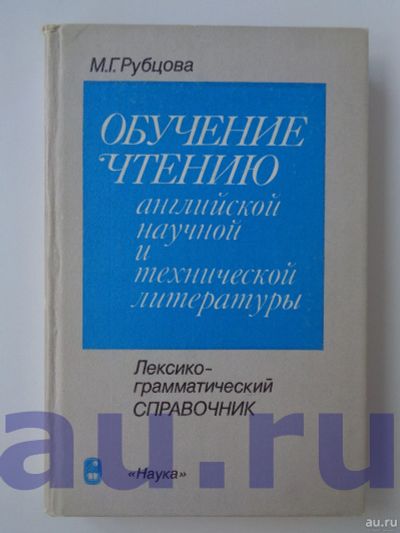 М.Г.Рубцова
ОБУЧЕНИЕ
ЧТЕНИЮ
английской
научной
и
технической
литературы
Лексико-
грамматический
СПРАВОЧНИК
au.ru
«Наука»
au.ru